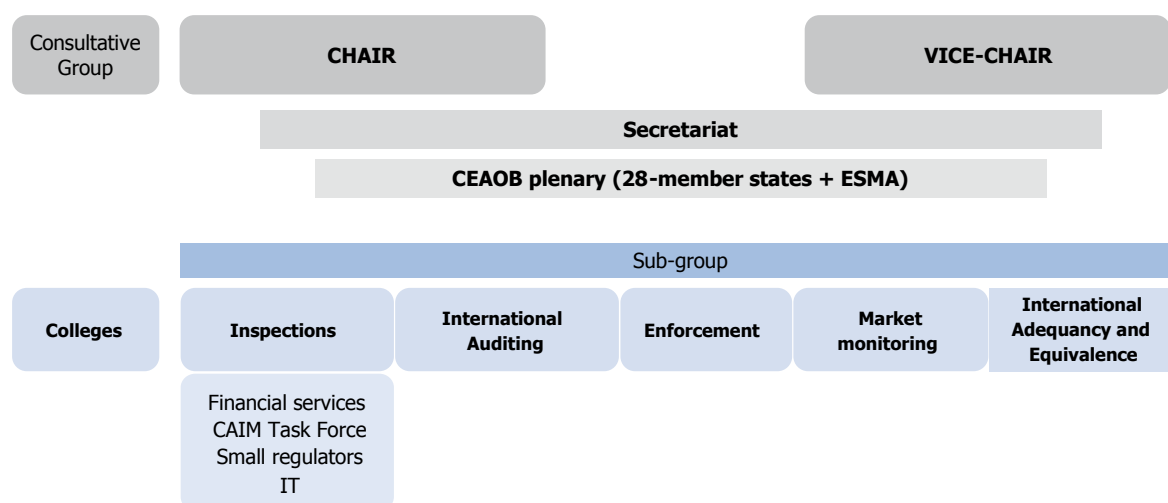 Consultative
Group
CHAIR
VICE-CHAIR
Secretariat
CEAOB plenary (28-member states + ESMA)
Sub-group
Colleges
Inspections
International
Auditing
Enforcement
Market
monitoring
International
Adequancy and
Equivalence
Financial services
CAIM Task Force
Small regulators
IT